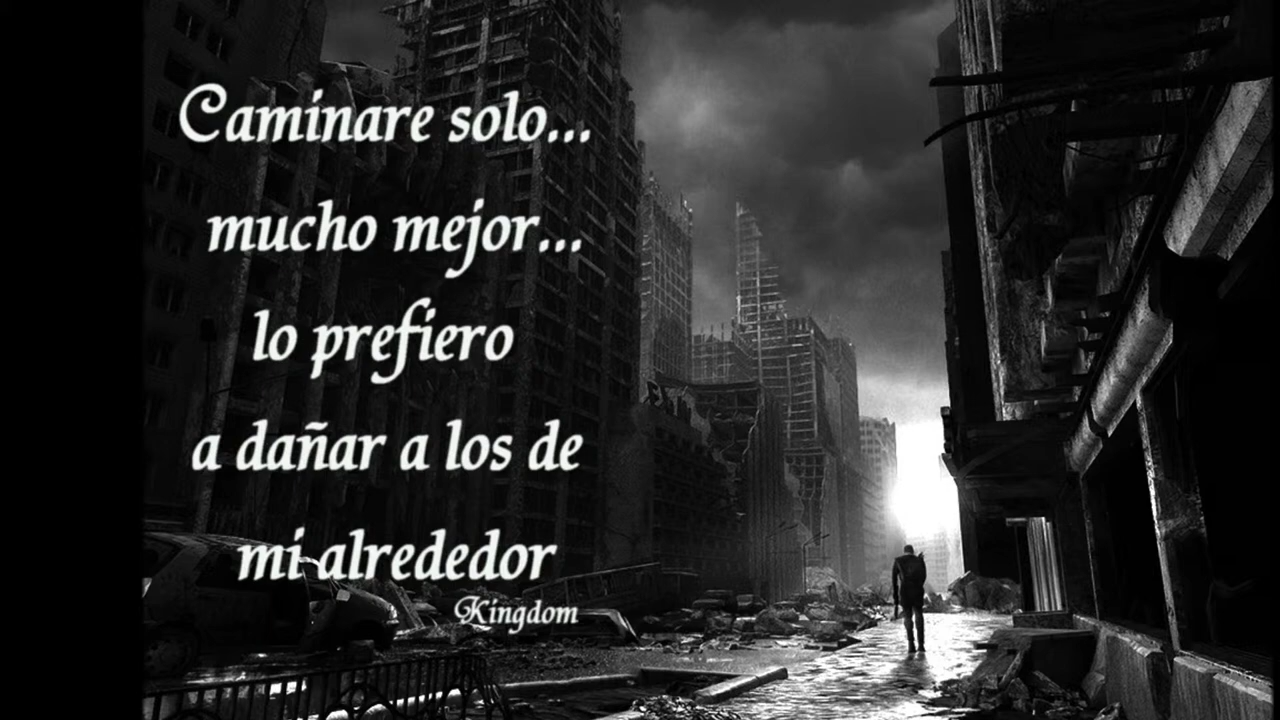 Caminare solo...
mucho mejor...
lo prefiero
a dañar a los de
mi alrededor
Kingdom